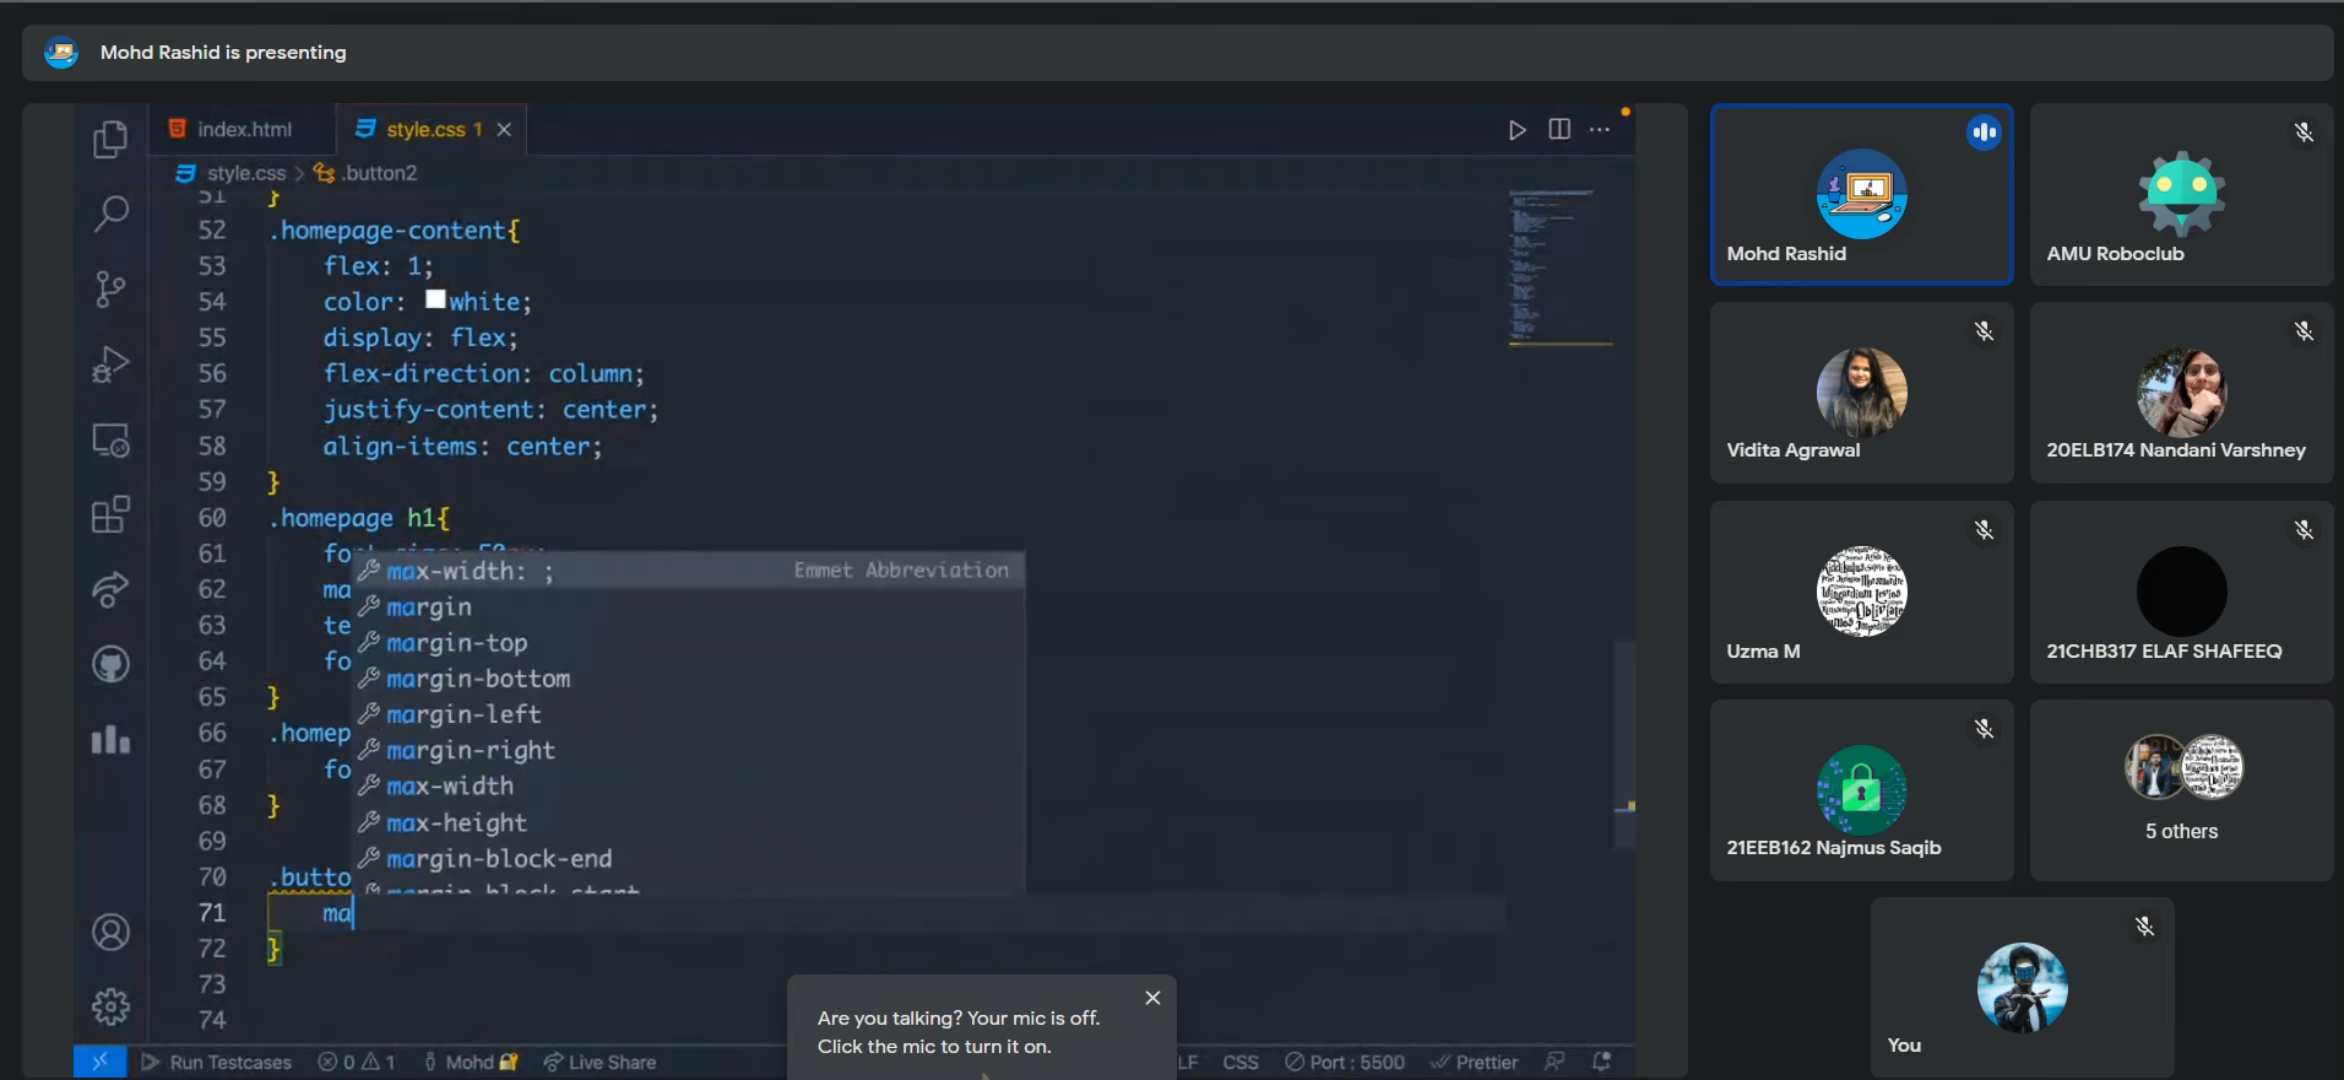 Mohd Rashid is presenting
index.html
style.css 1
style.css > .button2
51 }
52 .homepage-content{
53 flex: 1;
54 color: white;
55 display: flex;
56 flex-direction: column;
57 justify-content: center;
58 align-items: center;
59 }
60 .homepage h1{
61 fo
62 ma
63 te
64 fo
65 }
66 .homep
67 fo
68 }
69
70 .butto
71 ma
72 }
73
74
max-width: ; Emmet Abbreviation
margin
margin-top
margin-bottom
margin-left
margin-right
max-width
max-height
margin-block-end
margin-block-start
Are you talking? Your mic is off.
Click the mic to turn it on.
Run Testcases 0 1 Mohd Live Share LF CSS Port : 5500 Prettier
Mohd Rashid
AMU Roboclub
Vidita Agrawal
20ELB174 Nandani Varshney
Uzma M
21CHB317 ELAF SHAFEEQ
21EEB162 Najmus Saqib
5 others
You